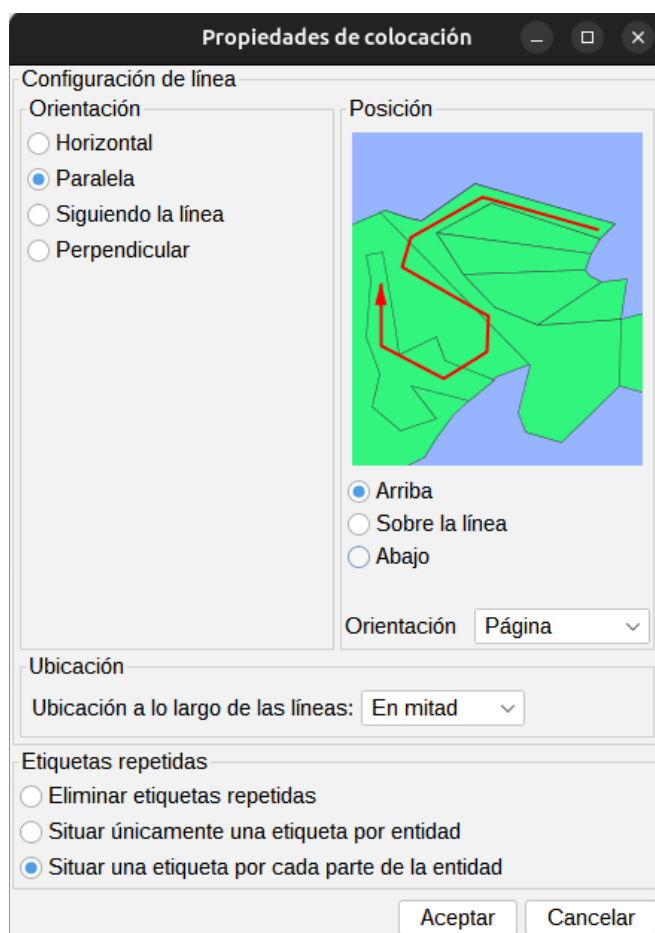 Propiedades de colocación
Configuración de línea
Orientación
Horizontal
Paralela
Siguiendo la línea
Perpendicular
Posición
Arriba
Sobre la línea
Abajo
Orientación Página
Ubicación
Ubicación a lo largo de las líneas: En mitad
Etiquetas repetidas
Eliminar etiquetas repetidas
Situar únicamente una etiqueta por entidad
Situar una etiqueta por cada parte de la entidad
Aceptar Cancelar